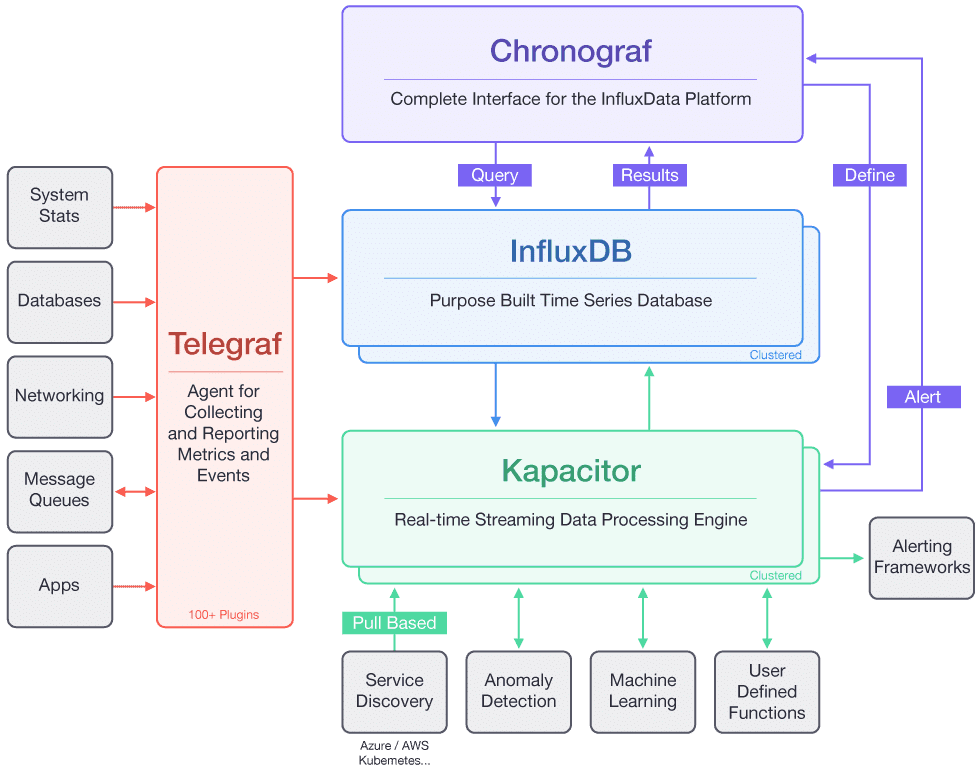 Chronograf
Complete Interface for the InfluxData Platform
Query
Results
Define
System
Stats
Databases
Networking
Message
Queues
Apps
Telegraf
Agent for
Collecting
and Reporting
Metrics and
Events
100+ Plugins
InfluxDB
Purpose Built Time Series Database
Clustered
Alert
Kapacitor
Real-time Streaming Data Processing Engine
Clustered
Alerting
Frameworks
Pull Based
Service
Discovery
Azure / AWS
Kubernetes...
Anomaly
Detection
Machine
Learning
User
Defined
Functions